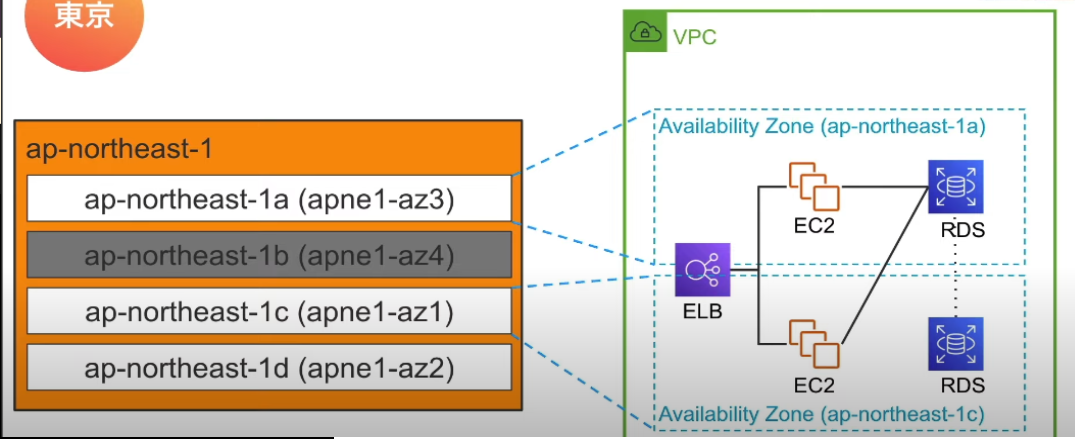 東京
ap-northeast-1
ap-northeast-1a (apne1-az3)
ap-northeast-1b (apne1-az4)
ap-northeast-1c (apne1-az1)
ap-northeast-1d (apne1-az2)
VPC
Availability Zone (ap-northeast-1a)
EC2
RDS
ELB
EC2
RDS
Availability Zone (ap-northeast-1c)